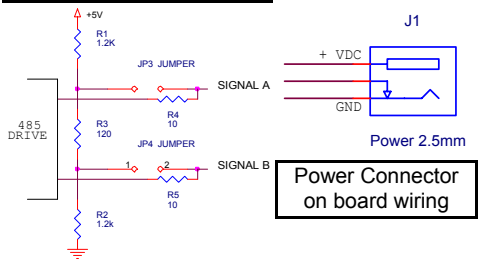 +5V
R1
1.2K
JP3 JUMPER
SIGNAL A
R4
10
485
DRIVE
R3
120
JP4 JUMPER
1
2
SIGNAL B
R5
10
R2
1.2k
J1
+ VDC
GND
Power 2.5mm
Power Connector
on board wiring